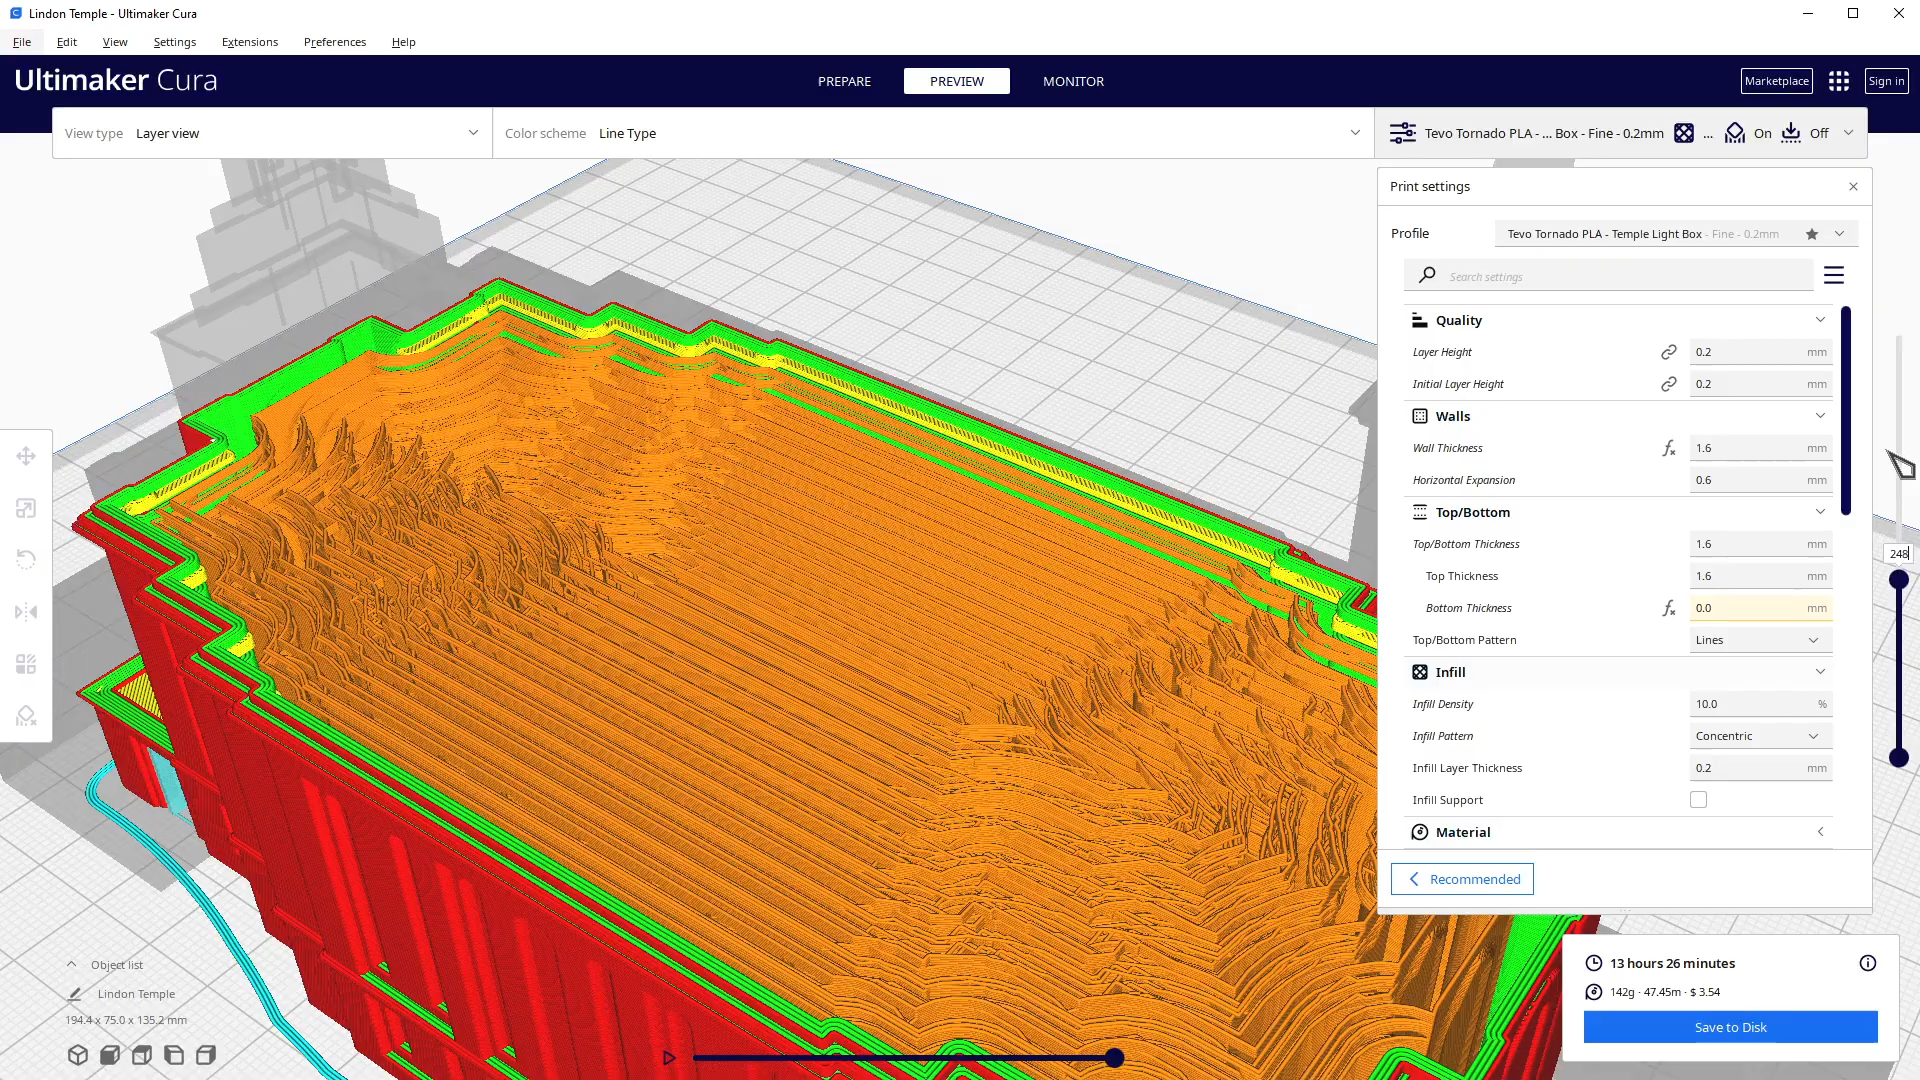 Lindon Temple - Ultimaker Cura
File Edit View Settings Extensions Preferences Help
Ultimaker Cura
PREPARE PREVIEW MONITOR
Marketplace Sign in
View type Layer view
Color scheme Line Type
Tevo Tornado PLA - ... Box - Fine - 0.2mm ... On Off
Print settings
Profile Tevo Tornado PLA - Temple Light Box - Fine - 0.2mm
Search settings
Quality
Layer Height 0.2 mm
Initial Layer Height 0.2 mm
Walls
Wall Thickness 1.6 mm
Horizontal Expansion 0.6 mm
Top/Bottom
Top/Bottom Thickness 1.6 mm
Top Thickness 1.6 mm
Bottom Thickness 0.0 mm
Top/Bottom Pattern Lines
Infill
Infill Density 10.0 %
Infill Pattern Concentric
Infill Layer Thickness 0.2 mm
Infill Support
Material
Recommended
248
Object list
Lindon Temple
194.4 x 75.0 x 135.2 mm
13 hours 26 minutes
142g · 47.45m · $ 3.54
Save to Disk